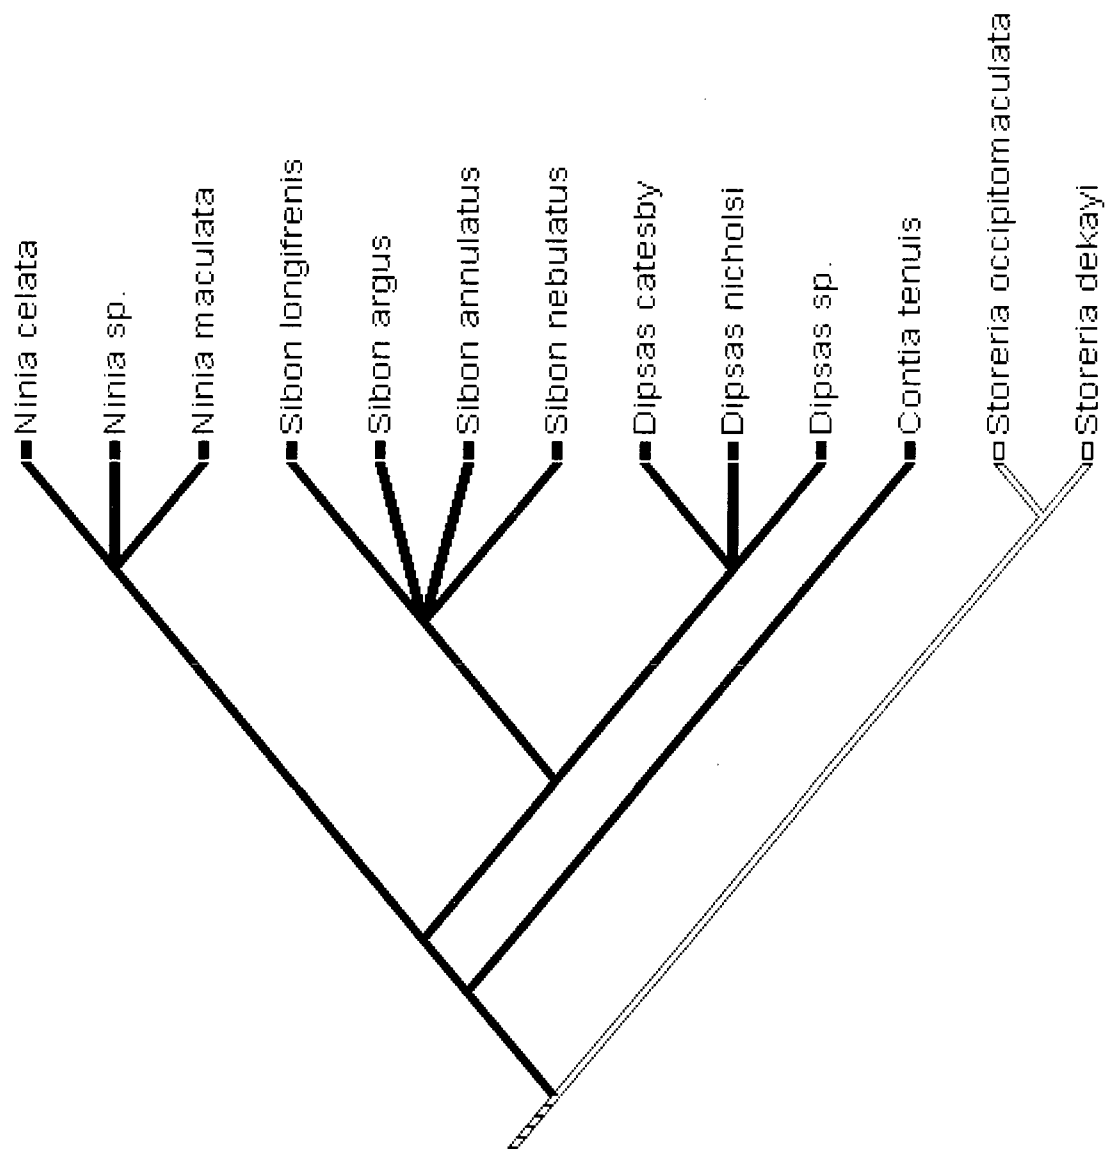 Ninia celata
Ninia sp.
Ninia maculata
Sibon longifrenis
Sibon argus
Sibon annulatus
Sibon nebulatus
Dipsas catesby
Dipsas nicholsi
Dipsas sp.
Contia tenuis
Storeria occipitomaculata
Storeria dekayi